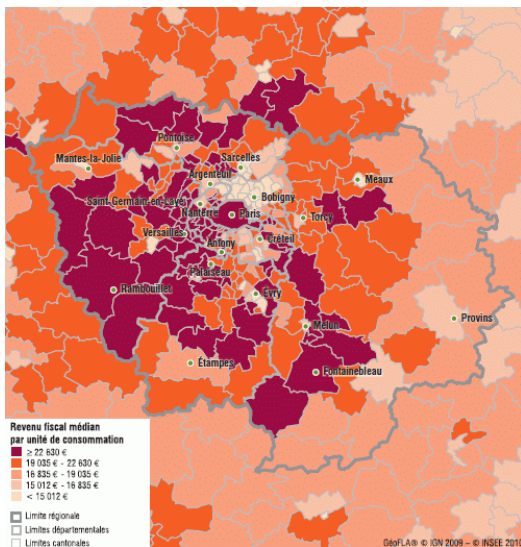 Pontoise
Mantes-la-Jolie
Sarcelles
Argenteuil
Meaux
Saint-Germain-en-Laye
Bobigny
Nanterre
Paris
Torcy
Versailles
Antony
Créteil
Palaiseau
Rambouillet
Évry
Provins
Melun
Étampes
Fontainebleau
Revenu fiscal médian
par unité de consommation
≥ 22 630 €
19 035 € - 22 630 €
16 835 € - 19 035 €
15 012 € - 16 835 €
< 15 012 €
Limite régionale
Limites départementales
Limites cantonales
GéoFLA® © IGN 2009 – © INSEE 2010